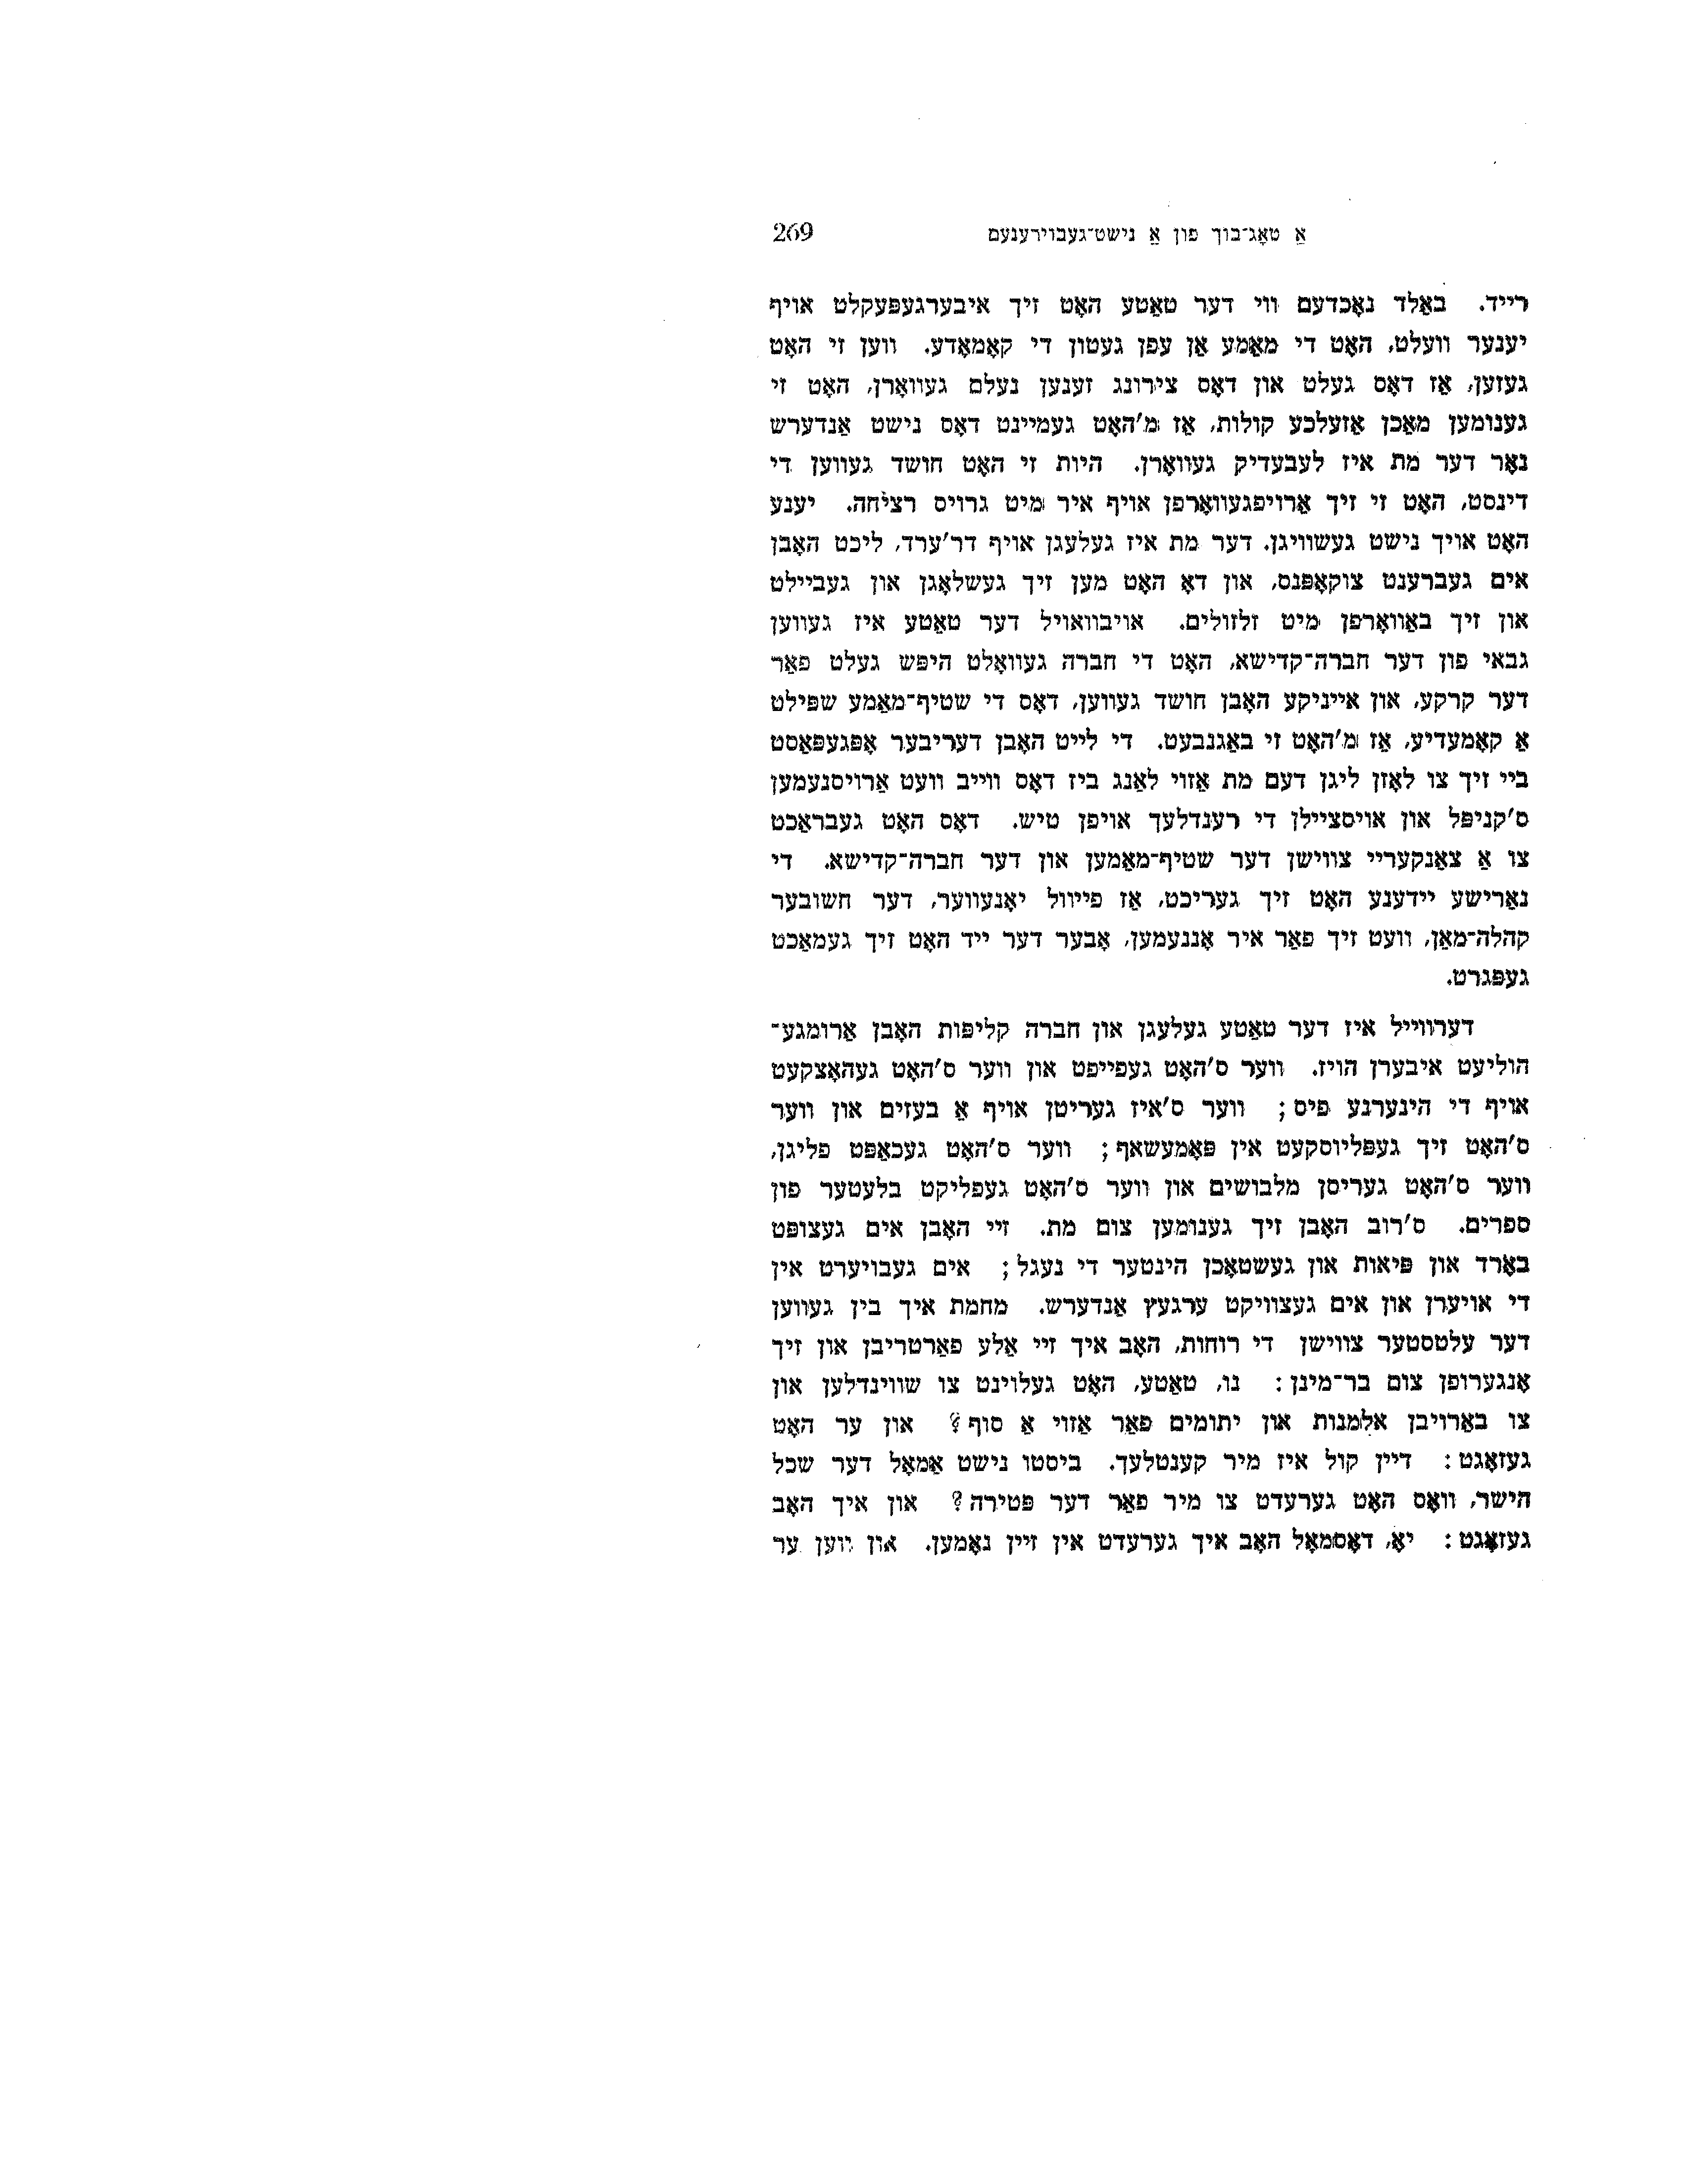 אַ טאָג־בוך פון אַ נישט־געבוירענעם 269
רייד. באַלד נאָכדעם ווי דער טאַטע האָט זיך איבערגעפּעקלט אויף
יענער וועלט, האָט די מאַמע אַן עפן געטון די קאָמאָדע. ווען זי האָט
געזען, אַז דאָס געלט און דאָס צירונג זענען נעלם געוואָרן, האָט זי
גענומען מאַכן אַזעלכע קולות, אַז מ'האָט געמיינט דאָס נישט אַנדערש
נאָר דער מת איז לעבעדיק געוואָרן. היות זי האָט חושד געווען די
דינסט, האָט זי זיך אַרויפגעוואָרפן אויף איר מיט גרויס רציחה. יענע
האָט אויך נישט געשוויגן. דער מת איז געלעגן אויף דר'ערד, ליכט האָבן
אים געברענט צוקאָפּנס, און דאָ האָט מען זיך געשלאָגן און געביילט
און זיך באַוואָרפן מיט זלזולים. אויבוואויל דער טאַטע איז געווען
גבאי פון דער חברה־קדישא, האָט די חברה געוואָלט היפּש געלט פאַר
דער קרקע, און אייניקע האָבן חושד געווען, דאָס די שטיף־מאַמע שפּילט
אַ קאָמעדיע, אַז מ'האָט זי באַגנבעט. די לייט האָבן דעריבער אָפּגעפּאַסט
ביי זיך צו לאָזן ליגן דעם מת אַזוי לאַנג ביז דאָס ווייב וועט אַרויסנעמען
ס'קניפּל און אויסציילן די רענדלעך אויפן טיש. דאָס האָט געבראַכט
צו אַ צאַנקעריי צווישן דער שטיף־מאַמען און דער חברה־קדישא. די
נאַרישע יידענע האָט זיך געריכט, אַז פייוול יאָנעווער, דער חשובער
קהלה־מאַן, וועט זיך פאַר איר אָננעמען, אָבער דער ייד האָט זיך געמאַכט
געפּגרט.
דערווייל איז דער טאַטע געלעגן און חברה קליפּות האָבן אַרומגע־
הוליעט איבערן הויז. ווער ס'האָט געפייפט און ווער ס'האָט געהאָצקעט
אויף די הינערנע פיס; ווער ס'איז געריטן אויף אַ בעזים און ווער
ס'האָט זיך געפּליוסקעט אין פּאָמעשאף; ווער ס'האָט געכאַפּט פליגן,
ווער ס'האָט געריסן מלבושים און ווער ס'האָט געפליקט בלעטער פון
ספרים. ס'רוב האָבן זיך גענומען צום מת. זיי האָבן אים געצופּט
באָרד און פּיאות און געשטאָכן הינטער די נעגל; אים געבויערט אין
די אויערן און אים געצוויקט ערגעץ אַנדערש. מחמת איך בין געווען
דער עלטסטער צווישן די רוחות, האָב איך זיי אַלע פאַרטריבן און זיך
אָנגערופן צום בר־מינן: נו, טאַטע, האָט געלוינט צו שווינדלען און
צו באַרויבן אלמנות און יתומים פאַר אַזוי אַ סוף? און ער האָט
געזאָגט: דיין קול איז מיר קענטלעך. ביסטו נישט אַמאָל דער שכל
הישר, וואָס האָט גערעדט צו מיר פאַר דער פּטירה? און איך האָב
געזאָגט: יאָ, דאָסמאָל האָב איך גערעדט אין זיין נאָמען. און ווען ער